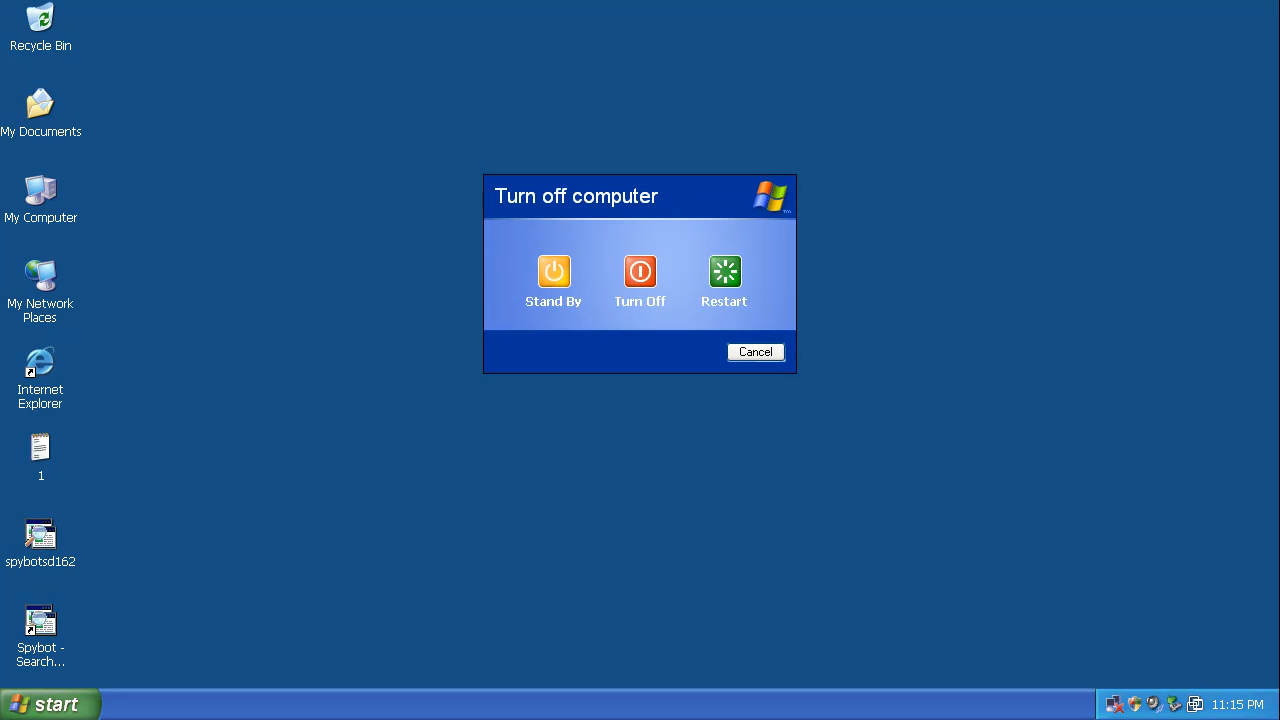 Recycle Bin
My Documents
My Computer
My Network
Places
Internet
Explorer
1
spybotsd162
Spybot -
Search...
Turn off computer
Stand By
Turn Off
Restart
Cancel
start
11:15 PM